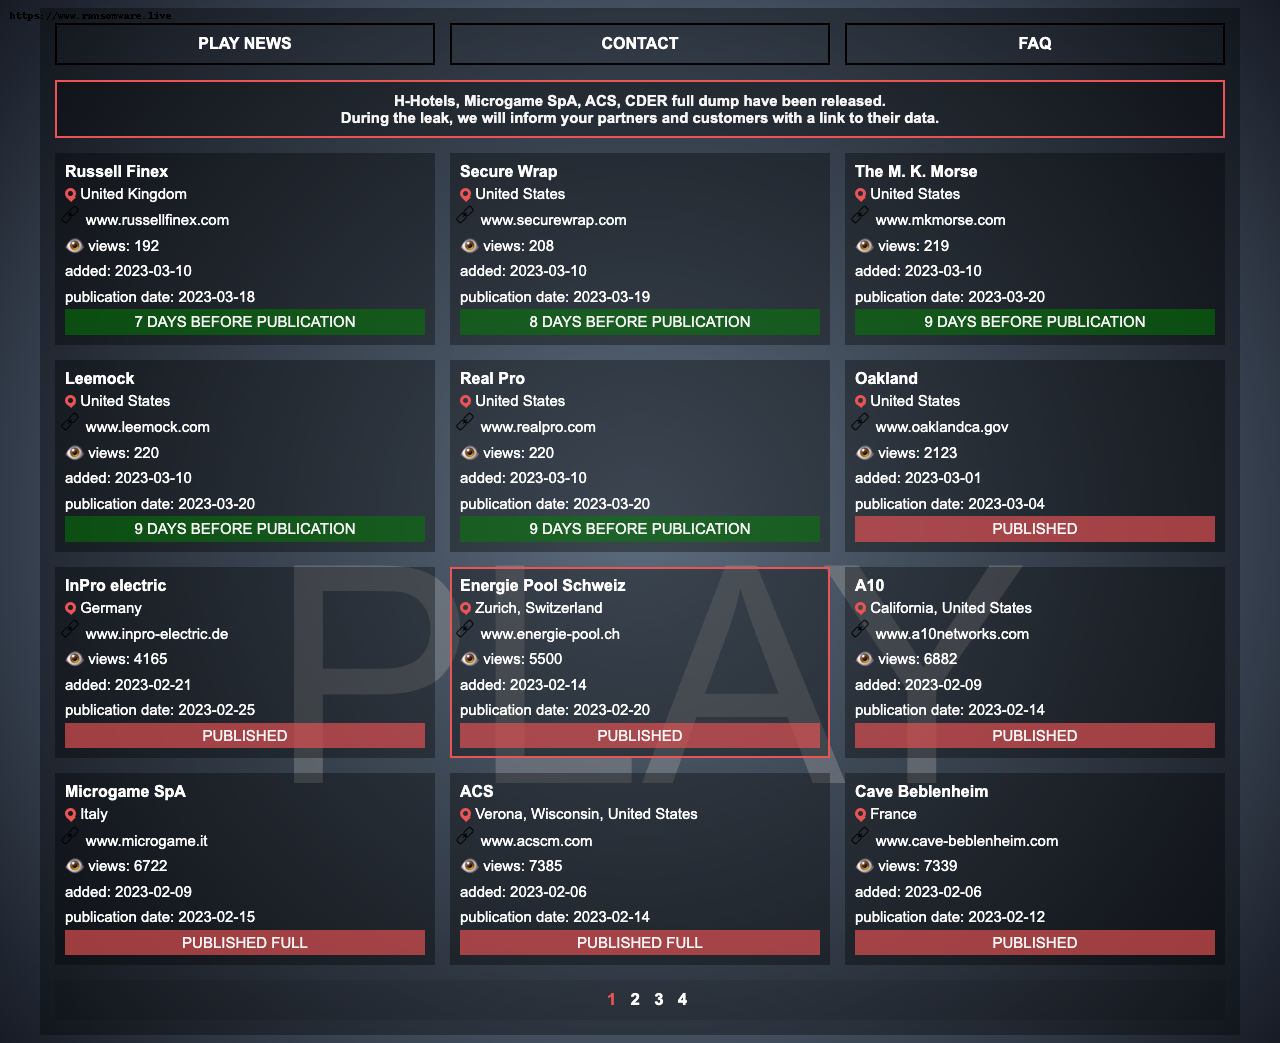 https://www.ransomware.live
PLAY NEWS
CONTACT
FAQ
H-Hotels, Microgame SpA, ACS, CDER full dump have been released.
During the leak, we will inform your partners and customers with a link to their data.
Russell Finex
United Kingdom
www.russellfinex.com
views: 192
added: 2023-03-10
publication date: 2023-03-18
7 DAYS BEFORE PUBLICATION
Secure Wrap
United States
www.securewrap.com
views: 208
added: 2023-03-10
publication date: 2023-03-19
8 DAYS BEFORE PUBLICATION
The M. K. Morse
United States
www.mkmorse.com
views: 219
added: 2023-03-10
publication date: 2023-03-20
9 DAYS BEFORE PUBLICATION
Leemock
United States
www.leemock.com
views: 220
added: 2023-03-10
publication date: 2023-03-20
9 DAYS BEFORE PUBLICATION
Real Pro
United States
www.realpro.com
views: 220
added: 2023-03-10
publication date: 2023-03-20
9 DAYS BEFORE PUBLICATION
Oakland
United States
www.oaklandca.gov
views: 2123
added: 2023-03-01
publication date: 2023-03-04
PUBLISHED
InPro electric
Germany
www.inpro-electric.de
views: 4165
added: 2023-02-21
publication date: 2023-02-25
PUBLISHED
Energie Pool Schweiz
Zurich, Switzerland
www.energie-pool.ch
views: 5500
added: 2023-02-14
publication date: 2023-02-20
PUBLISHED
A10
California, United States
www.a10networks.com
views: 6882
added: 2023-02-09
publication date: 2023-02-14
PUBLISHED
PLAY
Microgame SpA
Italy
www.microgame.it
views: 6722
added: 2023-02-09
publication date: 2023-02-15
PUBLISHED FULL
ACS
Verona, Wisconsin, United States
www.acscm.com
views: 7385
added: 2023-02-06
publication date: 2023-02-14
PUBLISHED FULL
Cave Beblenheim
France
www.cave-beblenheim.com
views: 7339
added: 2023-02-06
publication date: 2023-02-12
PUBLISHED
1 2 3 4